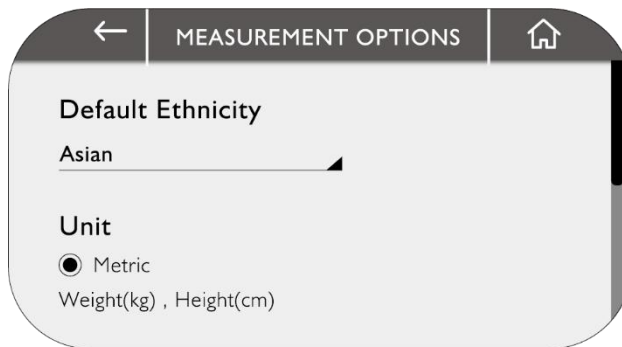 MEASUREMENT OPTIONS
Default Ethnicity
Asian
Unit
Metric
Weight(kg) , Height(cm)